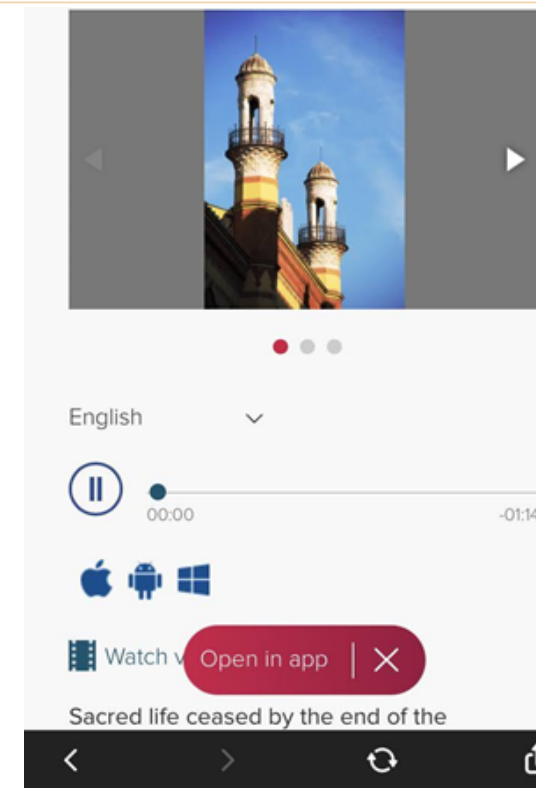 English
00:00
-01:14
Watch
Open in app
Sacred life ceased by the end of the